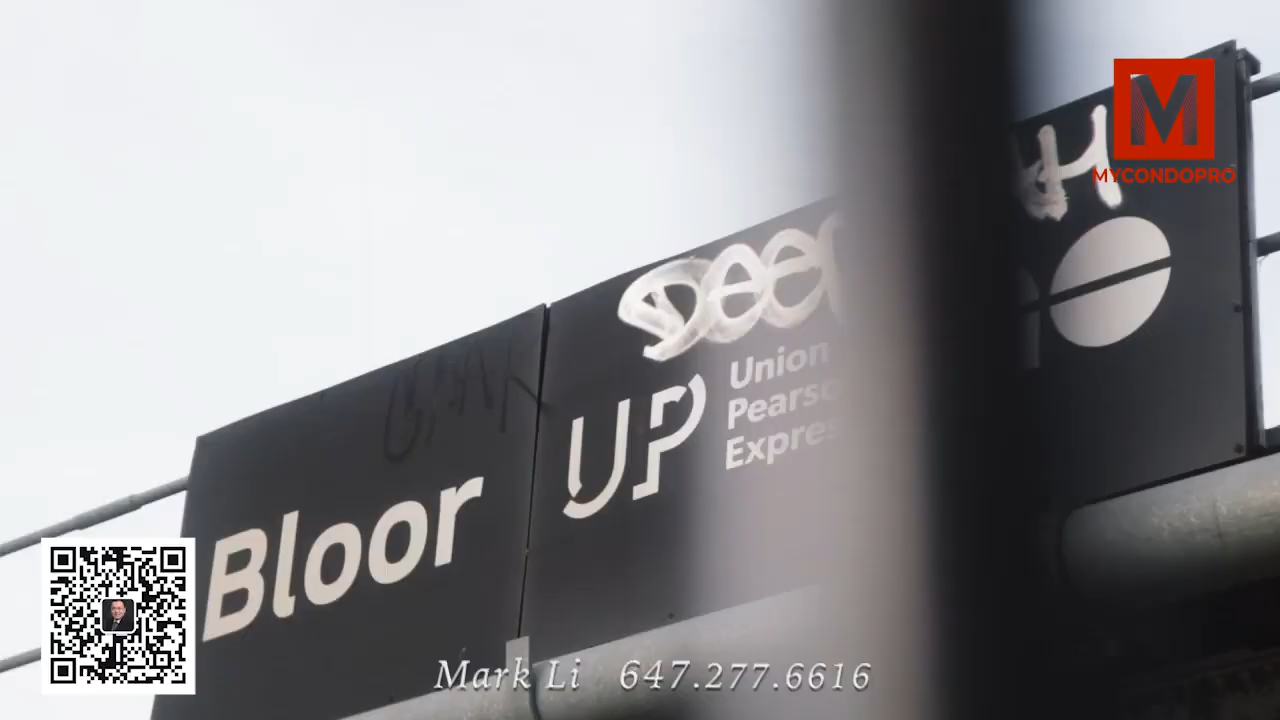 M
MYCONDOPRO
Bloor
UP
Union
Pearso
Expres
Mark Li 647.277.6616